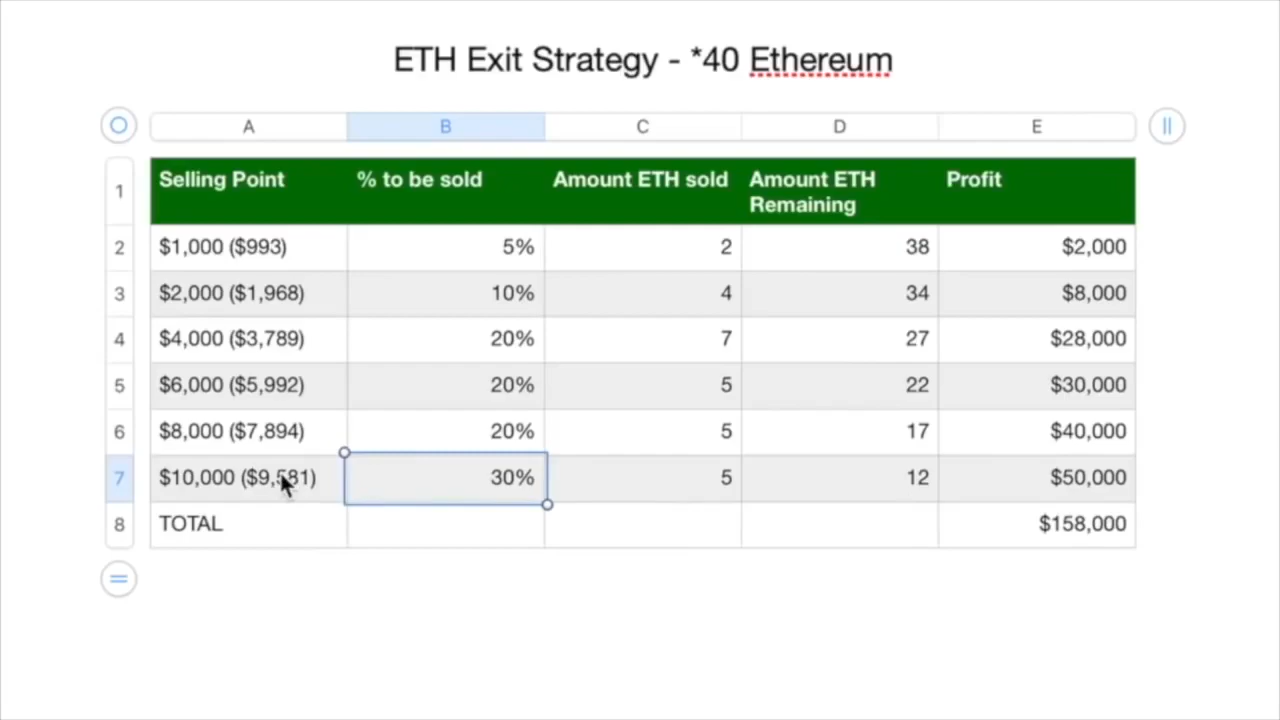 ETH Exit Strategy - *40 Ethereum
A B C D E
1 Selling Point % to be sold Amount ETH sold Amount ETH Remaining Profit
2 $1,000 ($993) 5% 2 38 $2,000
3 $2,000 ($1,968) 10% 4 34 $8,000
4 $4,000 ($3,789) 20% 7 27 $28,000
5 $6,000 ($5,992) 20% 5 22 $30,000
6 $8,000 ($7,894) 20% 5 17 $40,000
7 $10,000 ($9,581) 30% 5 12 $50,000
8 TOTAL $158,000